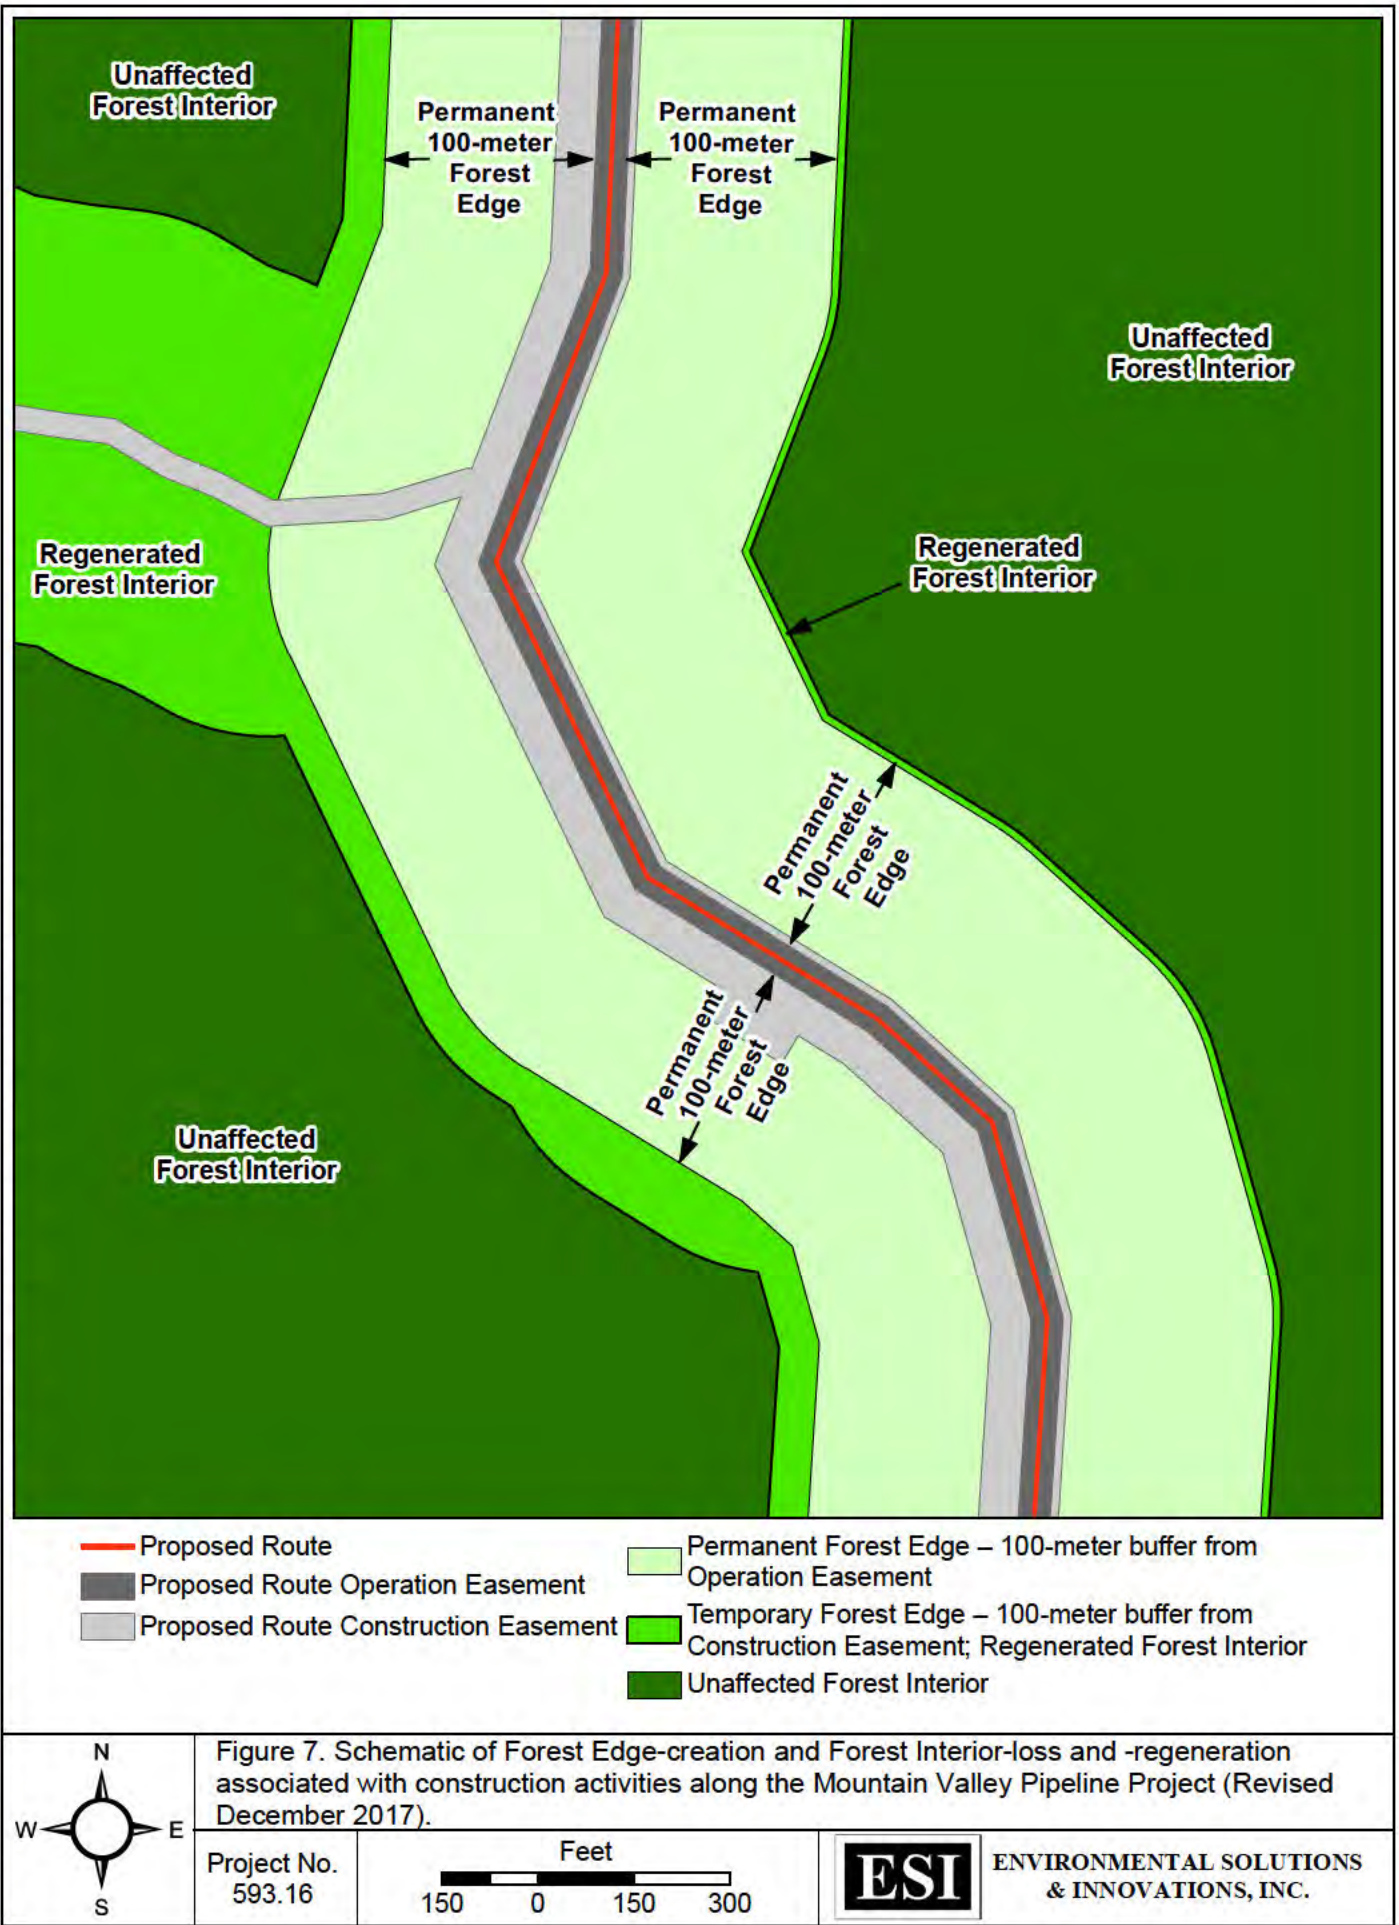 Unaffected
Forest Interior
Permanent
100-meter
Forest
Edge
Permanent
100-meter
Forest
Edge
Unaffected
Forest Interior
Regenerated
Forest Interior
Regenerated
Forest Interior
Permanent
100-meter
Forest
Edge
Permanent
100-meter
Forest
Edge
Unaffected
Forest Interior
Proposed Route
Proposed Route Operation Easement
Proposed Route Construction Easement
Permanent Forest Edge – 100-meter buffer from
Operation Easement
Temporary Forest Edge – 100-meter buffer from
Construction Easement; Regenerated Forest Interior
Unaffected Forest Interior
N
W
E
S
Figure 7. Schematic of Forest Edge-creation and Forest Interior-loss and -regeneration
associated with construction activities along the Mountain Valley Pipeline Project (Revised
December 2017).
Project No.
593.16
Feet
150 0 150 300
ESI
ENVIRONMENTAL SOLUTIONS
& INNOVATIONS, INC.